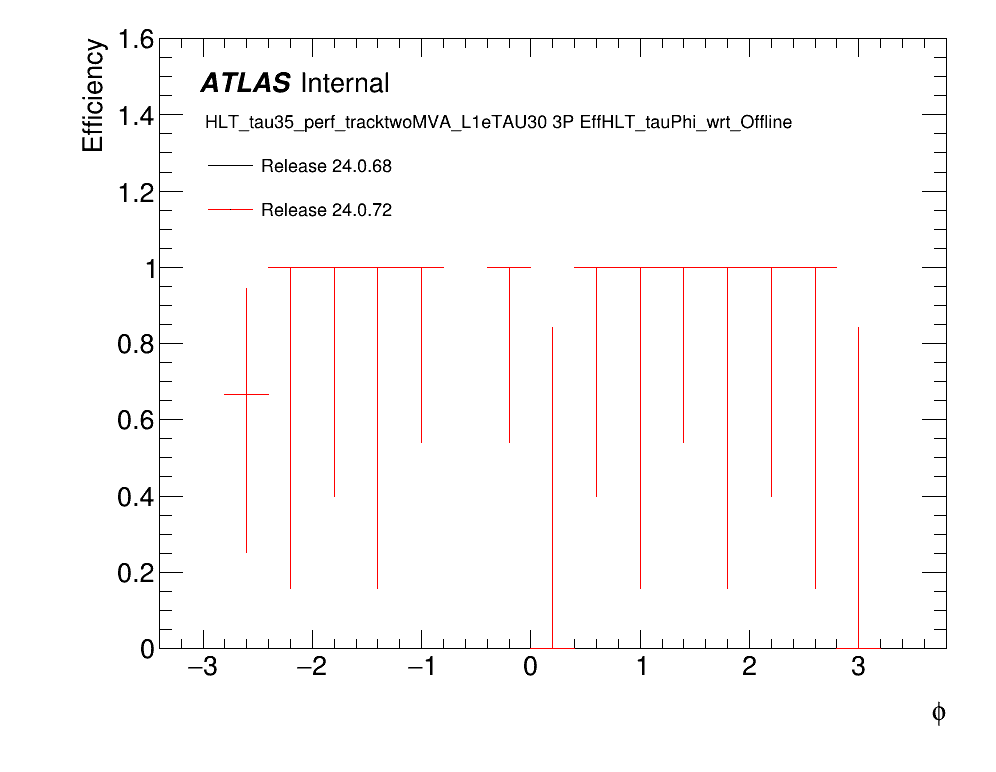 Efficiency
1.6
1.4
1.2
1
0.8
0.6
0.4
0.2
0
ATLAS Internal
HLT_tau35_perf_tracktwoMVA_L1eTAU30 3P EffHLT_tauPhi_wrt_Offline
Release 24.0.68
Release 24.0.72
−3 −2 −1 0 1 2 3
ϕ